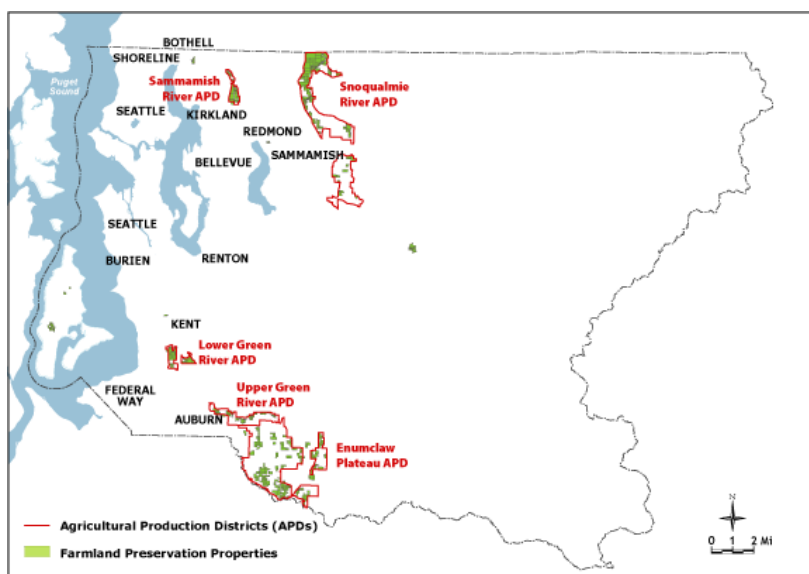 BOTHELL
SHORELINE
Puget
Sound
Sammamish
River APD
Snoqualmie
River APD
SEATTLE
KIRKLAND
REDMOND
SAMMAMISH
BELLEVUE
SEATTLE
BURIEN
RENTON
KENT
Lower Green
River APD
FEDERAL
WAY
Upper Green
River APD
AUBURN
Enumclaw
Plateau APD
N
Agricultural Production Districts (APDs)
Farmland Preservation Properties
0 1 2 Mi